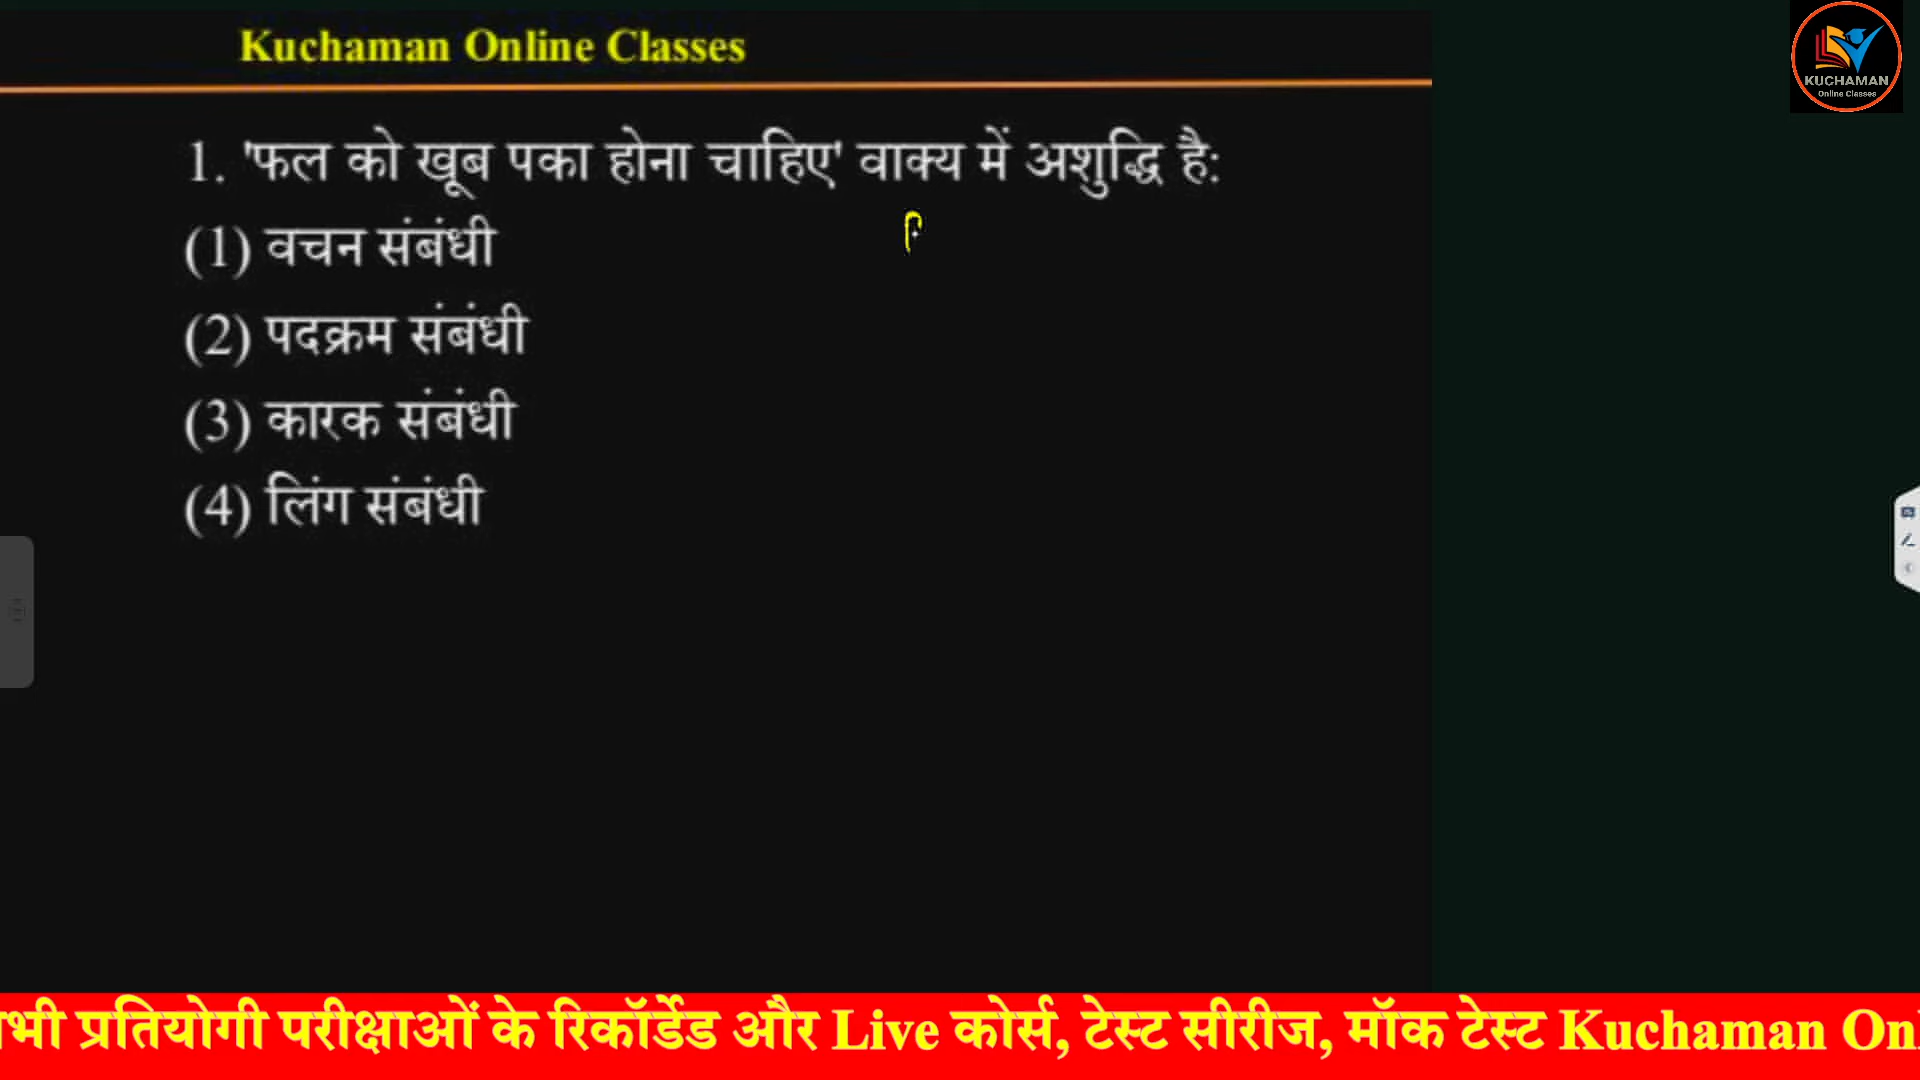 Kuchaman Online Classes
KUCHAMAN
Online Classes
1. 'फल को खूब पका होना चाहिए' वाक्य में अशुद्धि है:
(1) वचन संबंधी
(2) पदक्रम संबंधी
(3) कारक संबंधी
(4) लिंग संबंधी
भी प्रतियोगी परीक्षाओं के रिकॉर्डेड और Live कोर्स, टेस्ट सीरीज, मॉक टेस्ट Kuchaman On